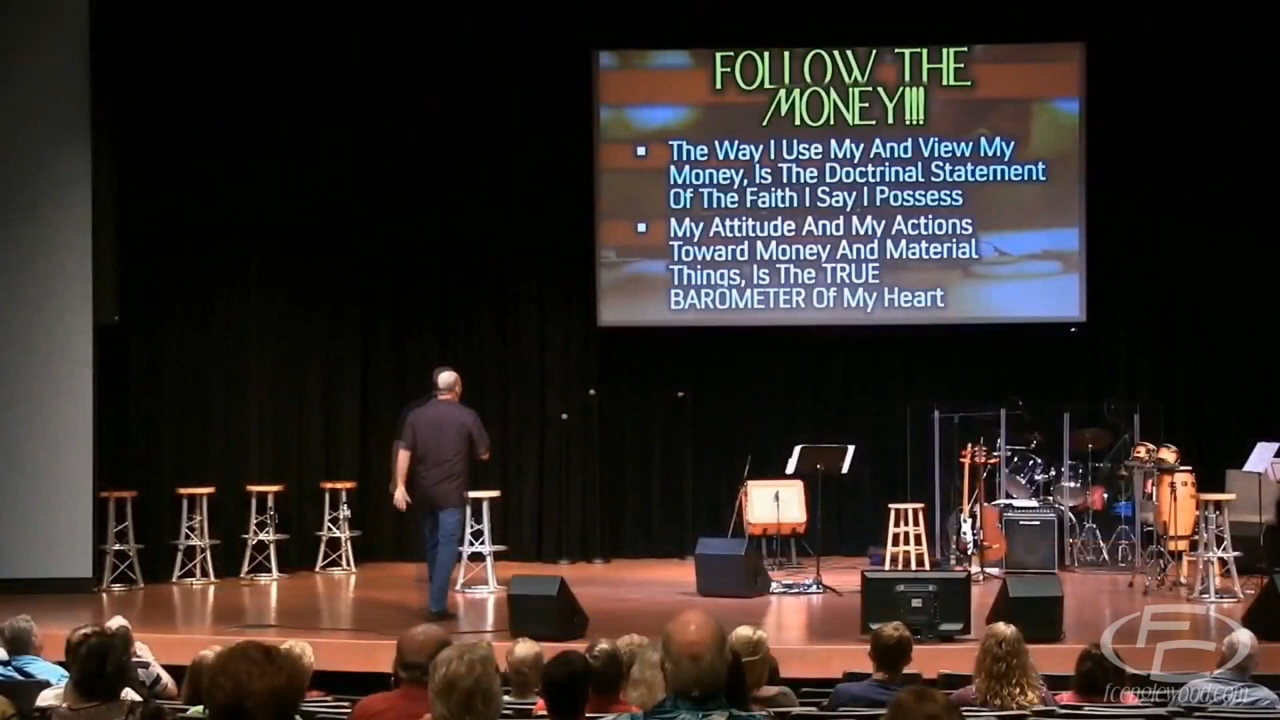 FOLLOW THE
MONEY!!!
▪ The Way I Use My And View My
Money, Is The Doctrinal Statement
Of The Faith I Say I Possess
▪ My Attitude And My Actions
Toward Money And Material
Things, Is The TRUE
BAROMETER Of My Heart
FC
fcenglewood.com